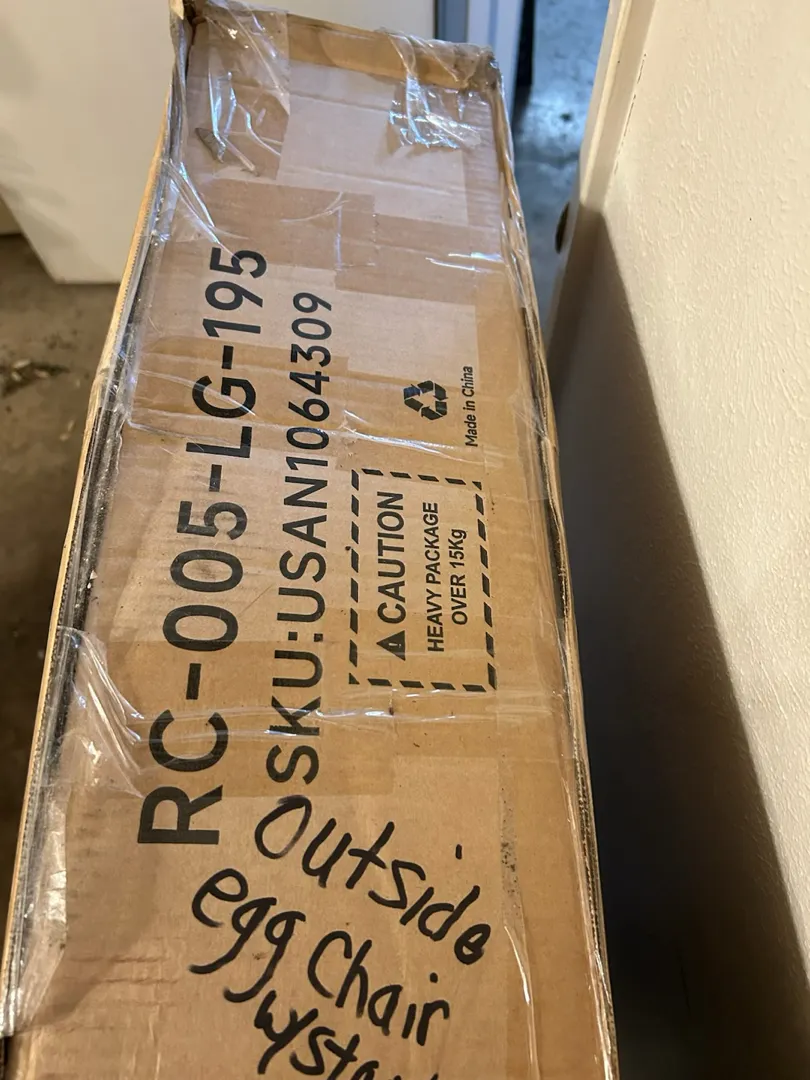 RC-005-LG-195
SKU:USAN1064309
Made in China
CAUTION
HEAVY PACKAGE
OVER 15Kg
Outside
egg Chair